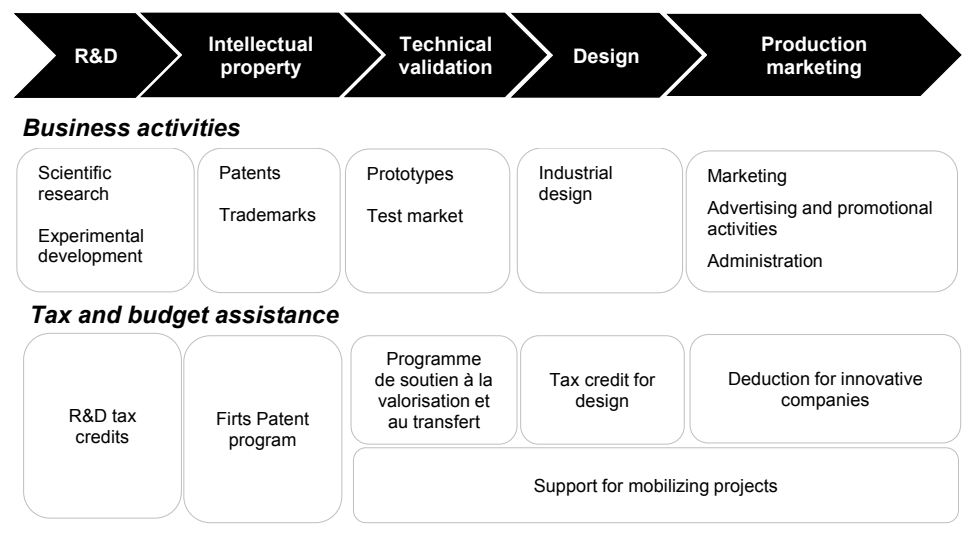 R&D
Intellectual
property
Technical
validation
Design
Production
marketing
Business activities
Scientific
research
Experimental
development
Patents
Trademarks
Prototypes
Test market
Industrial
design
Marketing
Advertising and promotional
activities
Administration
Tax and budget assistance
R&D tax
credits
Firts Patent
program
Programme
de soutien à la
valorisation et
au transfert
Tax credit for
design
Deduction for innovative
companies
Support for mobilizing projects